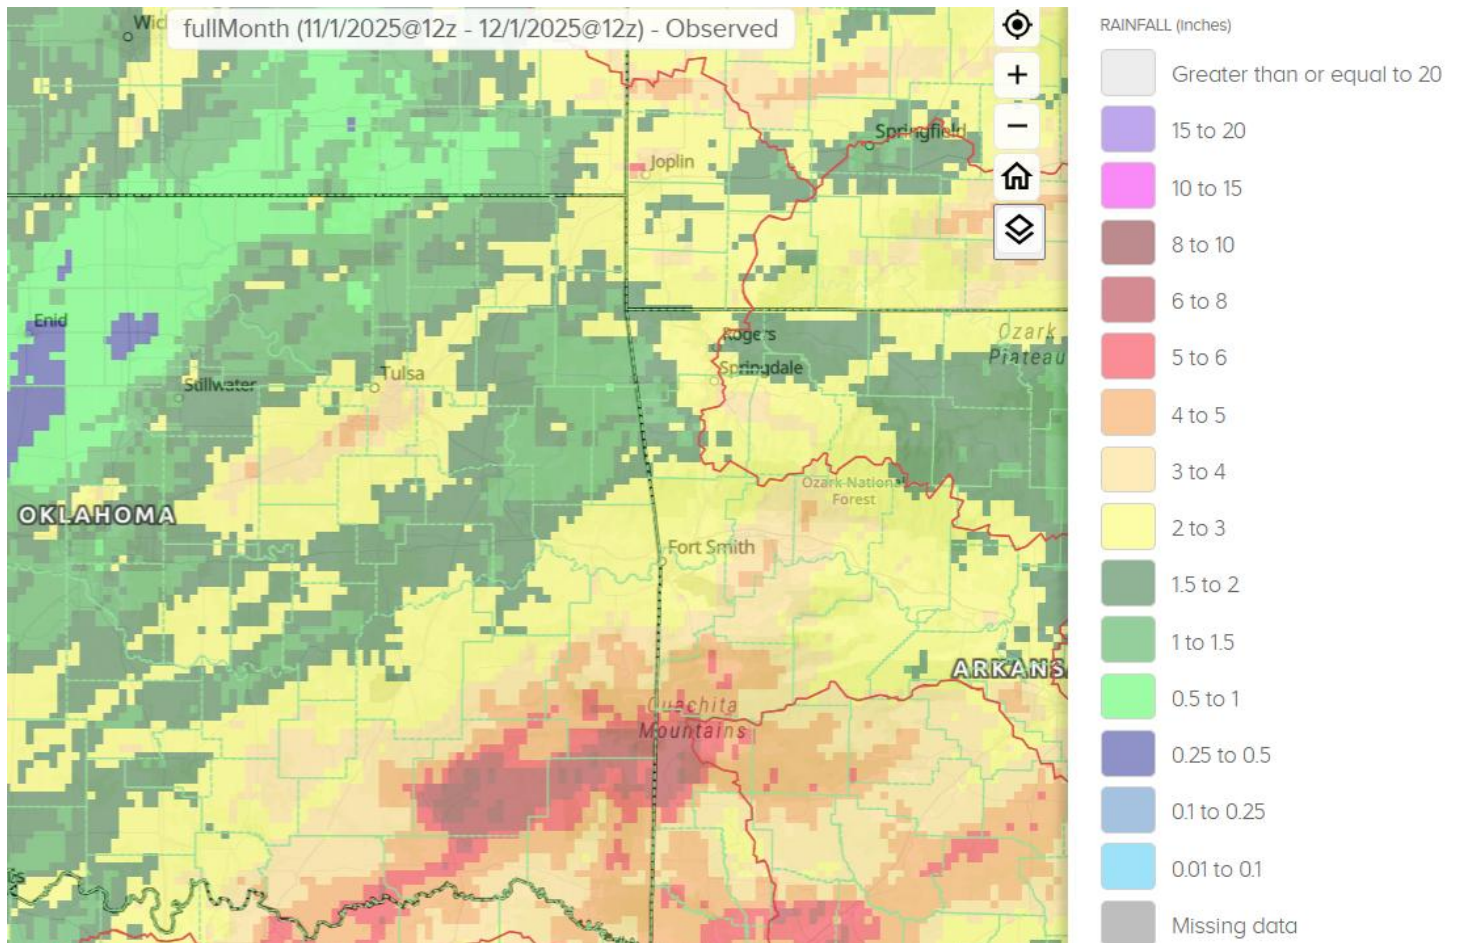 fullMonth (11/1/2025@12z - 12/1/2025@12z) - Observed
Wic
Springfield
Joplin
Enid
Rogers
Ozark
Plateau
Springdale
Stillwater
Tulsa
Ozark National
Forest
OKLAHOMA
Fort Smith
ARKANS
Ouachita
Mountains
RAINFALL (Inches)
Greater than or equal to 20
15 to 20
10 to 15
8 to 10
6 to 8
5 to 6
4 to 5
3 to 4
2 to 3
1.5 to 2
1 to 1.5
0.5 to 1
0.25 to 0.5
0.1 to 0.25
0.01 to 0.1
Missing data